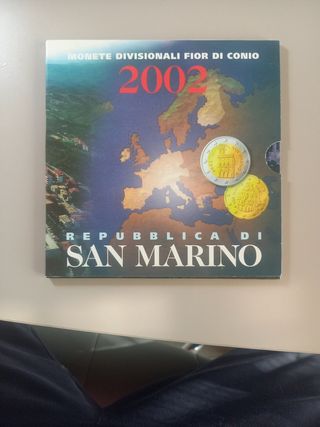 MONETE DIVISIONALI FIOR DI CONIO
2002
REPUBBLICA DI
SAN MARINO